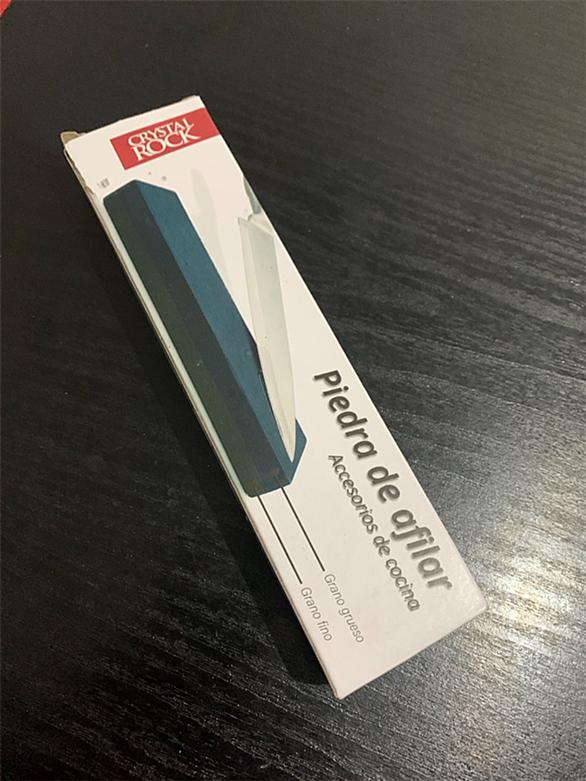 CRYSTAL
ROCK
Piedra de afilar
Accesorios de cocina
Grano grueso
Grano fino